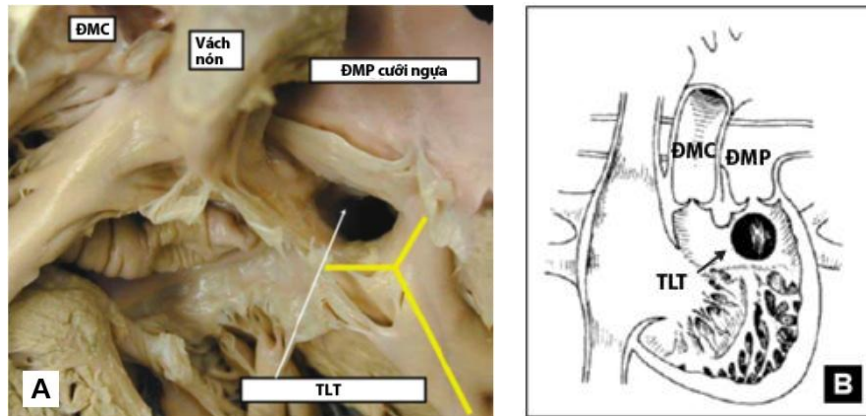 ĐMC
Vách
nón
ĐMP cưỡi ngựa
TLT
A
ĐMC
ĐMP
TLT
B